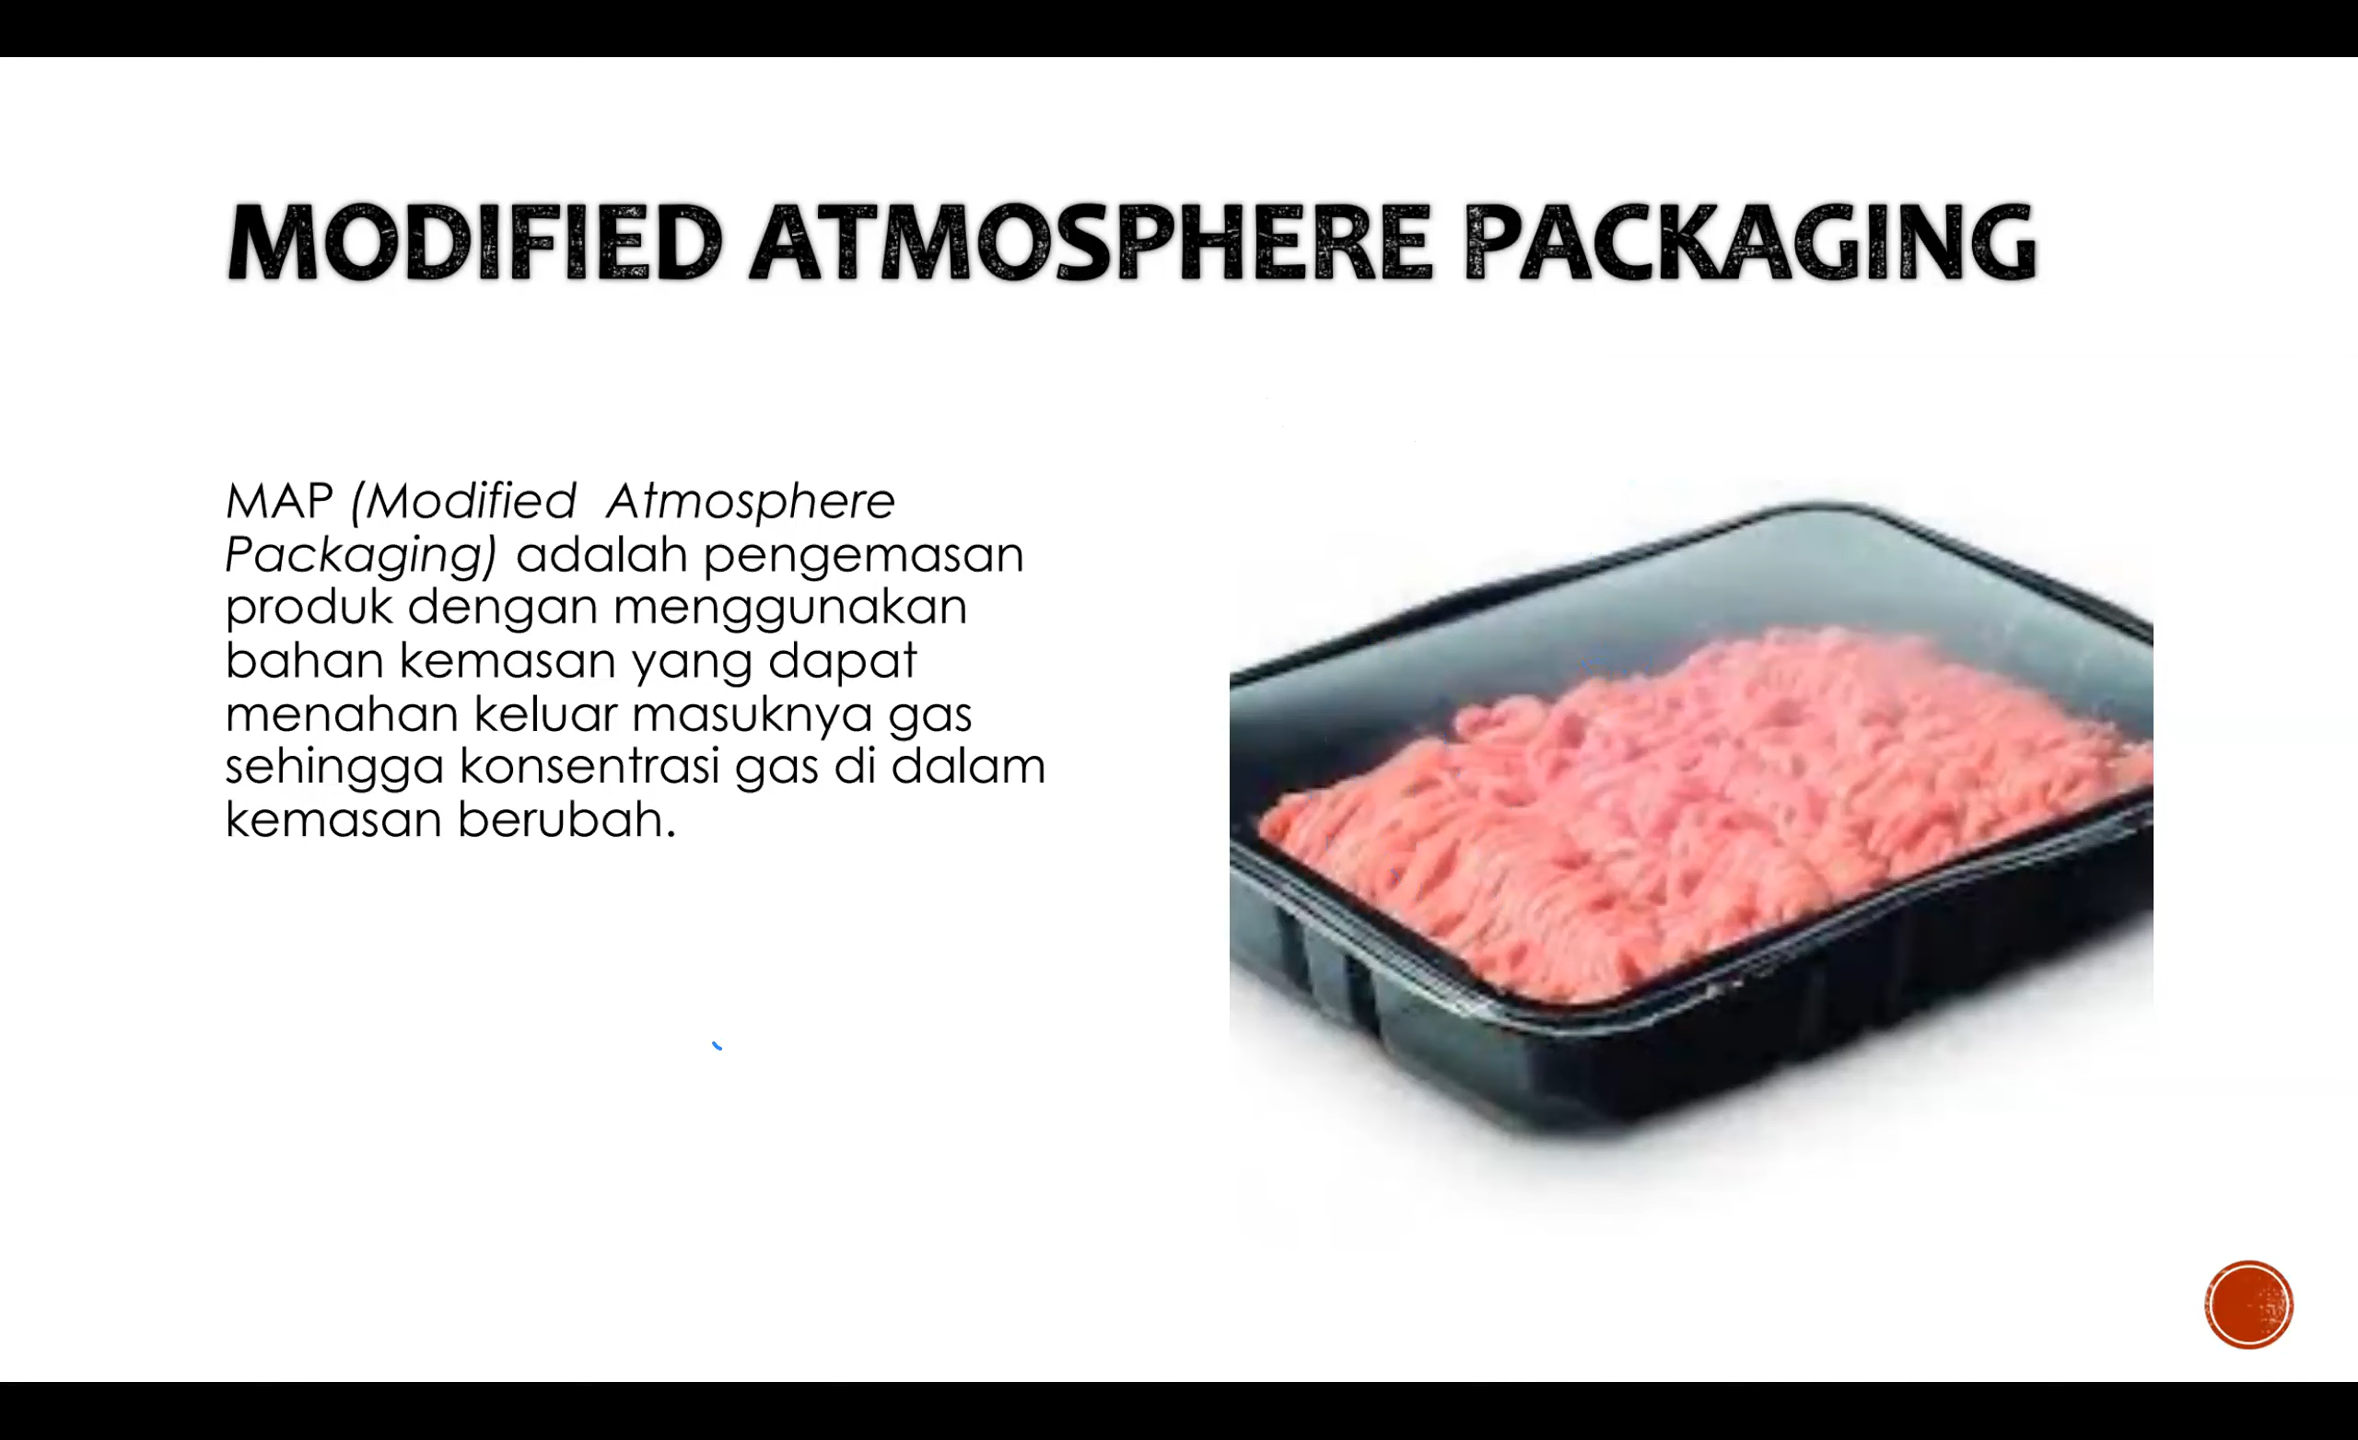 MODIFIED ATMOSPHERE PACKAGING
MAP (Modified Atmosphere
Packaging) adalah pengemasan
produk dengan menggunakan
bahan kemasan yang dapat
menahan keluar masuknya gas
sehingga konsentrasi gas di dalam
kemasan berubah.